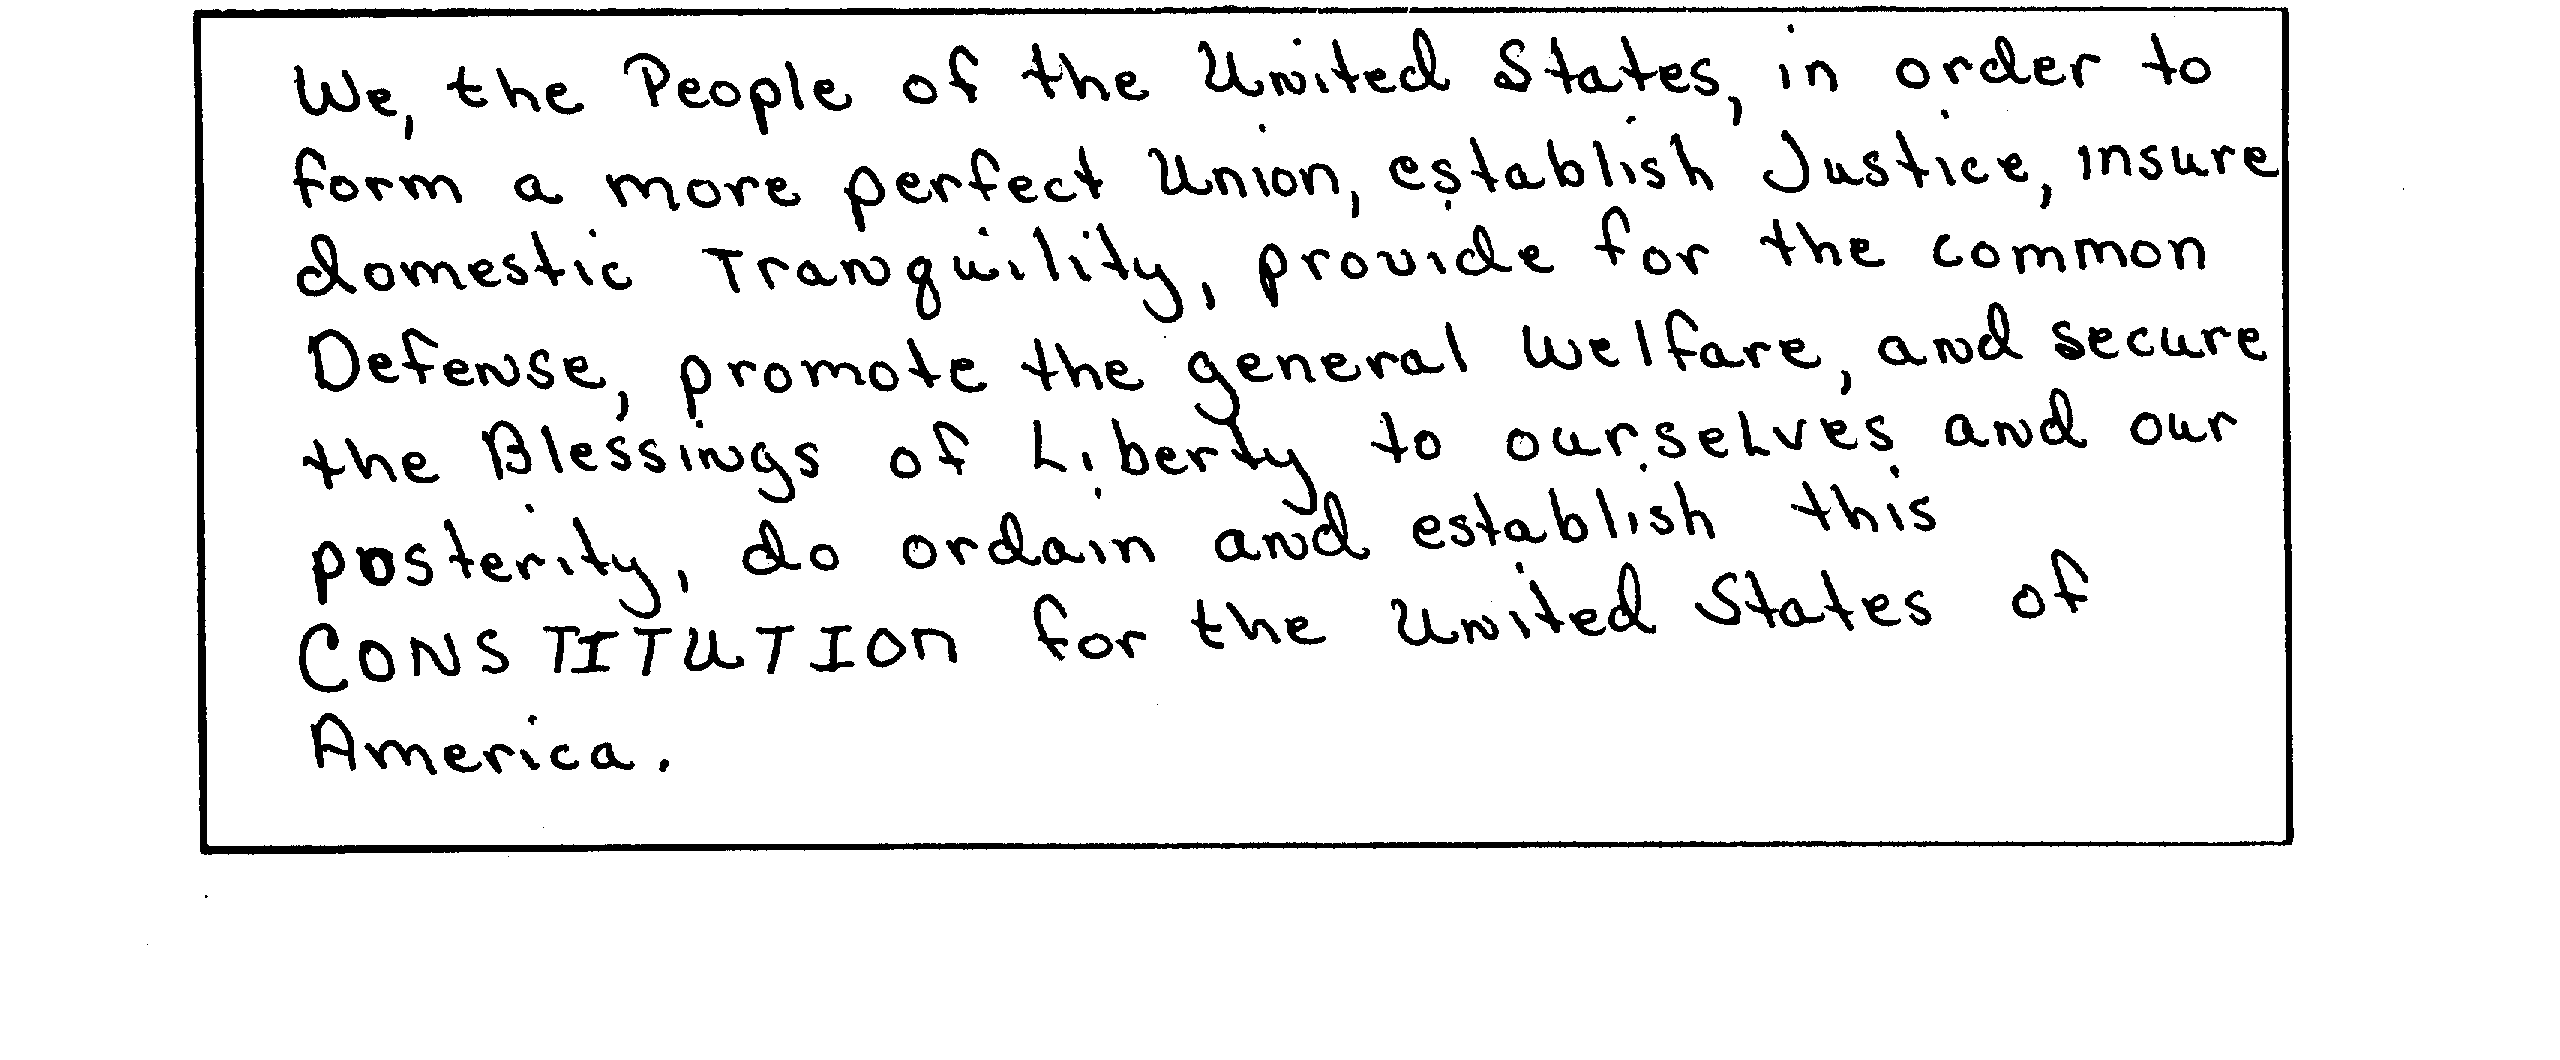 We, the People of the United States, in order to
form a more perfect Union, establish Justice, insure
domestic Tranquility, provide for the common
Defense, promote the general Welfare, and secure
the Blessings of Liberty to ourselves and our
posterity, do ordain and establish this
CONSTITUTION for the United States of
America.